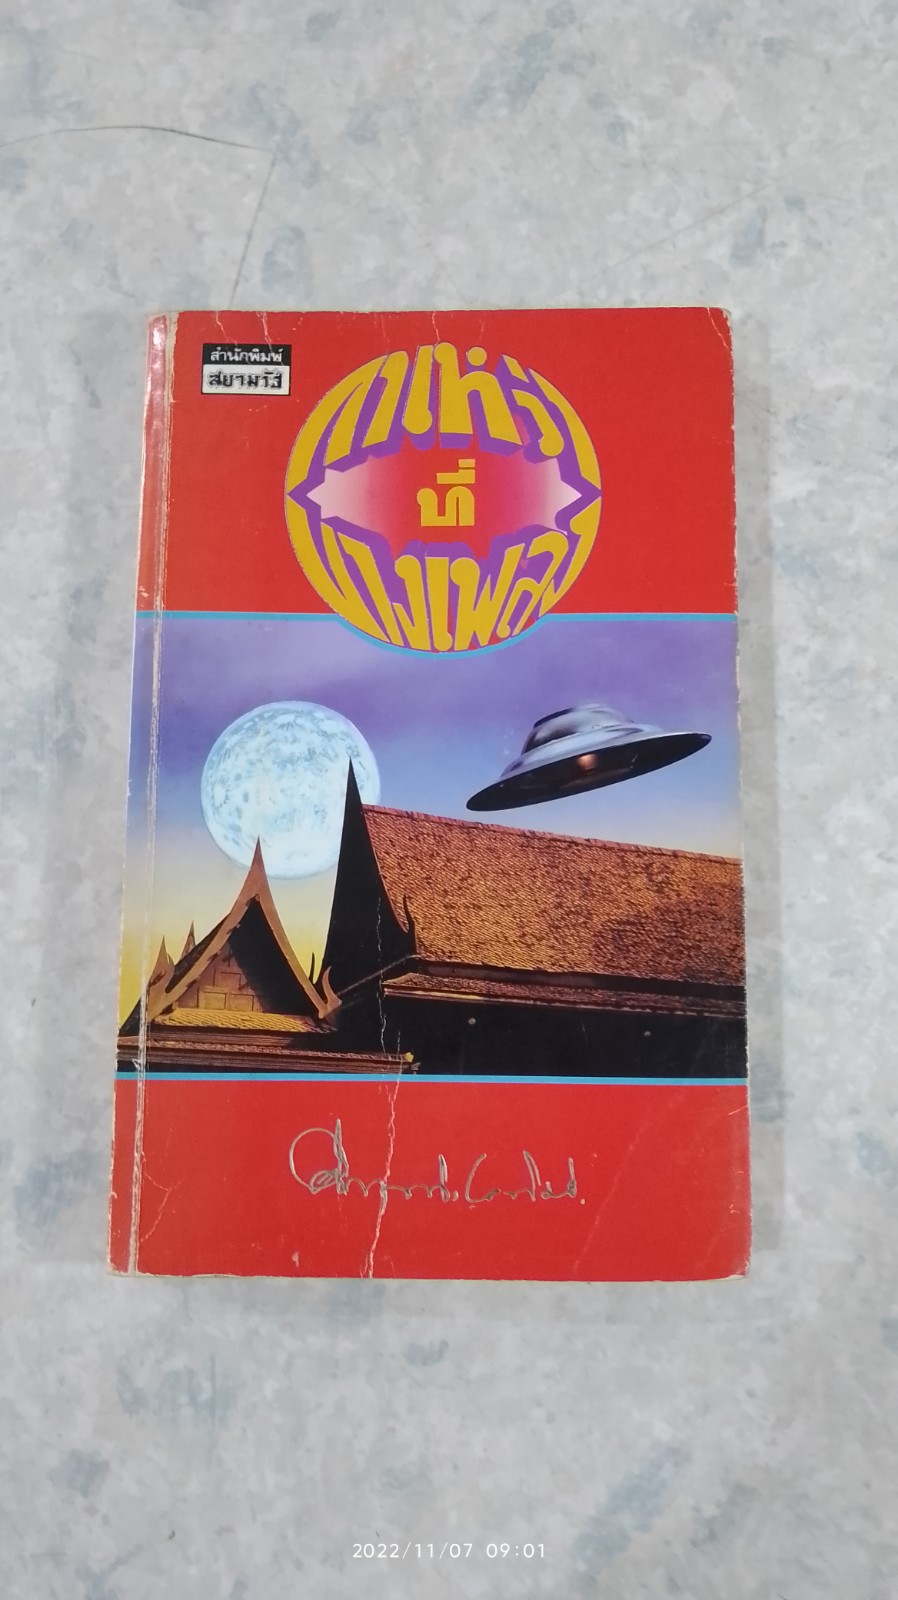 สำนักพิมพ์
สยามรัฐ
กาเหว่า
ที่
บางเพลง
2022/11/07 09:01